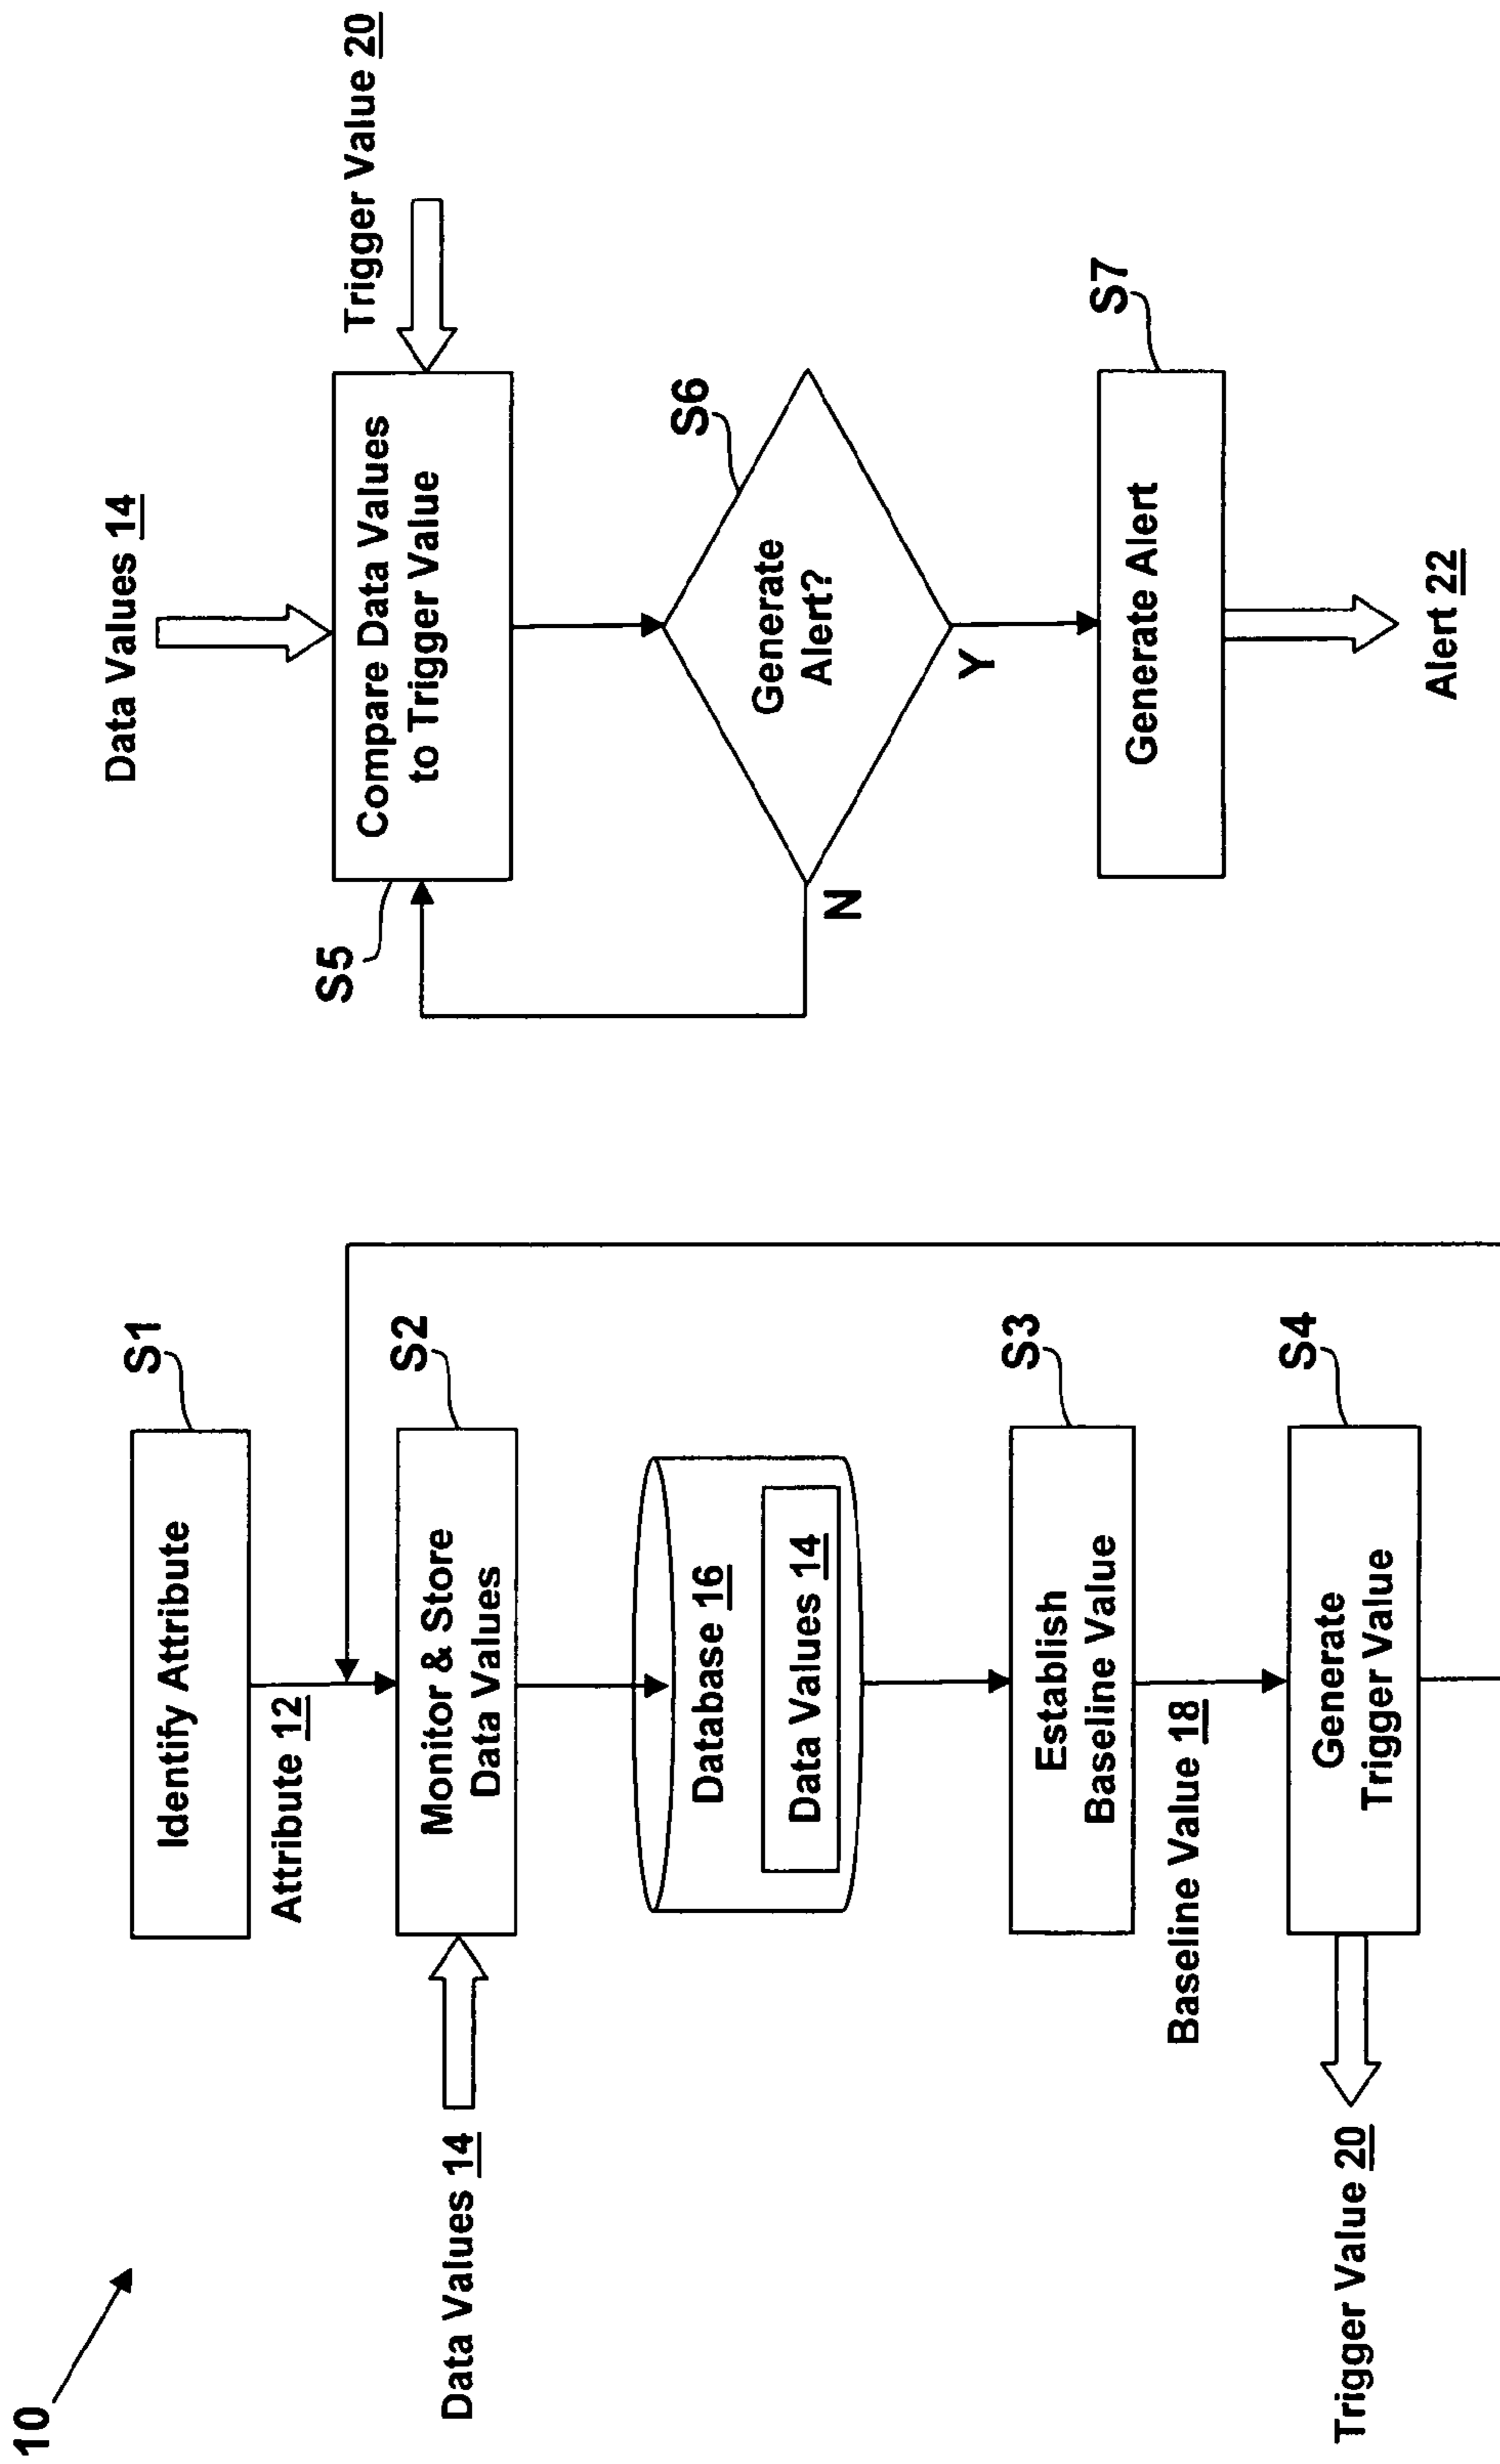 10
Identify Attribute
S1
Attribute 12
Data Values 14
Monitor & Store
Data Values
S2
Database 16
Data Values 14
Establish
Baseline Value
S3
Baseline Value 18
Trigger Value 20
Generate
Trigger Value
S4
Data Values 14
Trigger Value 20
S5
Compare Data Values
to Trigger Value
S6
Generate
Alert?
N
Y
S7
Generate Alert
Alert 22